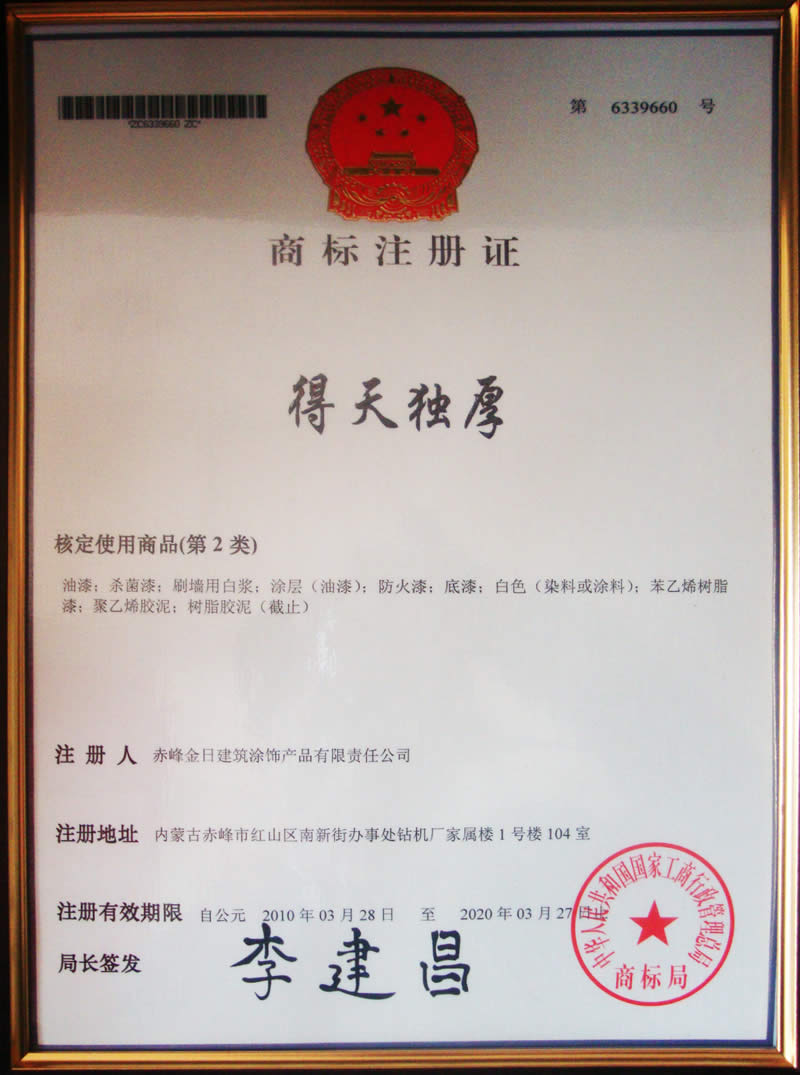 *ZC6339660 ZC*
第 6339660 号
商标注册证
得天独厚
核定使用商品(第 2 类)
油漆；杀菌漆；刷墙用白浆；涂层（油漆）；防火漆；底漆；白色（染料或涂料）；苯乙烯树脂
漆；聚乙烯胶泥；树脂胶泥（截止）
注册人 赤峰金日建筑涂饰产品有限责任公司
注册地址 内蒙古赤峰市红山区南新街办事处钻机厂家属楼 1 号楼 104 室
注册有效期限 自公元 2010 年 03 月 28 日 至 2020 年 03 月 27 日
局长签发 李建昌
中华人民共和国国家工商行政管理总局
商标局